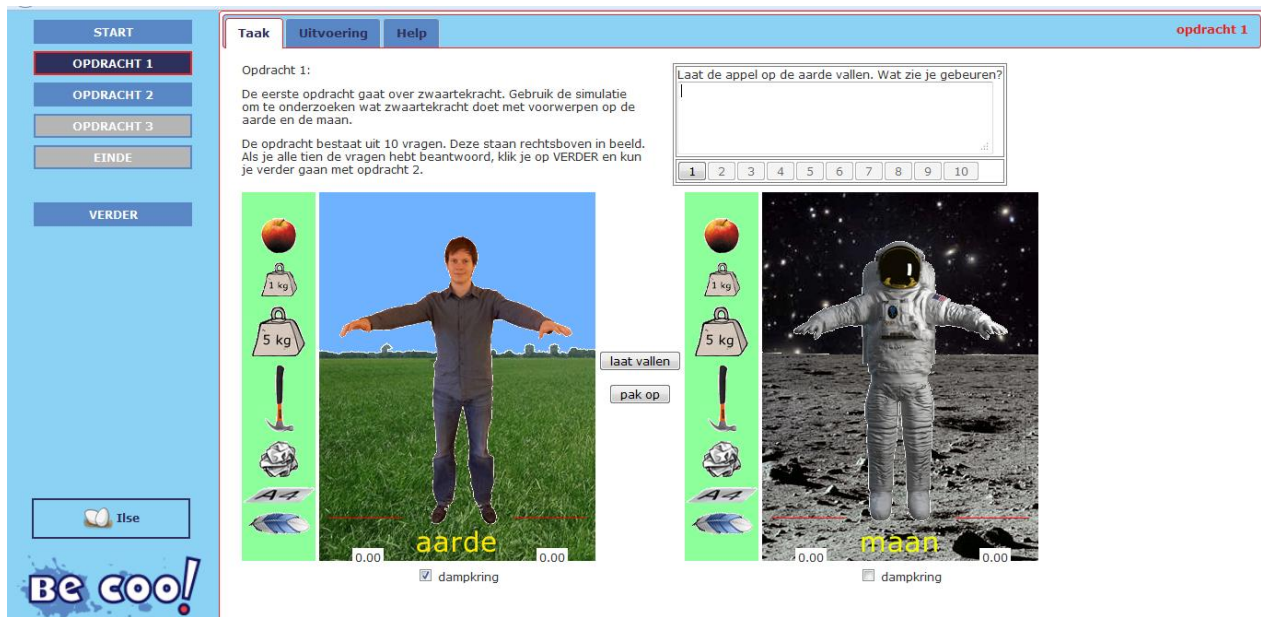 START
OPDRACHT 1
OPDRACHT 2
OPDRACHT 3
EINDE
VERDER
Ilse
Be cool!
Taak
Uitvoering
Help
opdracht 1
Opdracht 1:
De eerste opdracht gaat over zwaartekracht. Gebruik de simulatie
om te onderzoeken wat zwaartekracht doet met voorwerpen op de
aarde en de maan.
De opdracht bestaat uit 10 vragen. Deze staan rechtsboven in beeld.
Als je alle tien de vragen hebt beantwoord, klik je op VERDER en kun
je verder gaan met opdracht 2.
Laat de appel op de aarde vallen. Wat zie je gebeuren?
1 2 3 4 5 6 7 8 9 10
1 kg
5 kg
A4
aarde
0.00 0.00
dampkring
laat vallen
pak op
1 kg
5 kg
A4
maan
0.00 0.00
dampkring